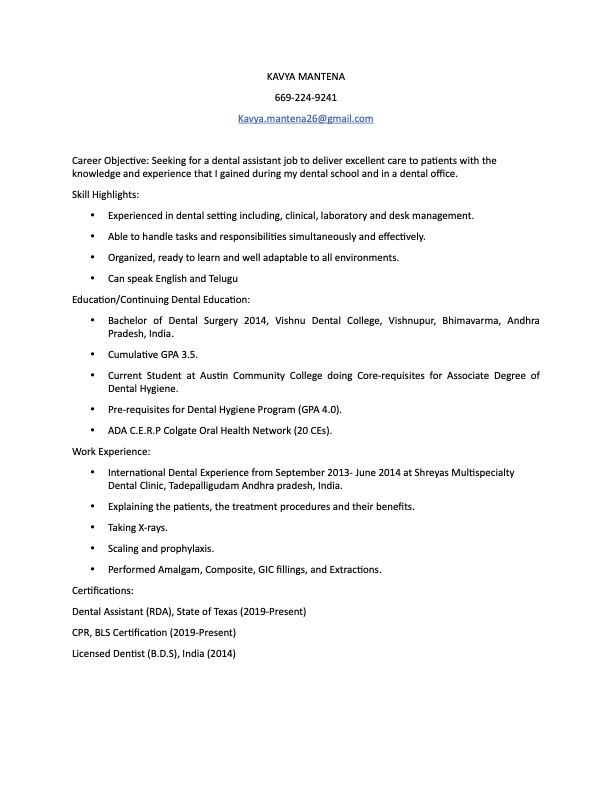 KAVYA MANTENA
669-224-9241
Kavya.mantena26@gmail.com
Career Objective: Seeking for a dental assistant job to deliver excellent care to patients with the
knowledge and experience that I gained during my dental school and in a dental office.
Skill Highlights:
• Experienced in dental setting including, clinical, laboratory and desk management.
• Able to handle tasks and responsibilities simultaneously and effectively.
• Organized, ready to learn and well adaptable to all environments.
• Can speak English and Telugu
Education/Continuing Dental Education:
• Bachelor of Dental Surgery 2014, Vishnu Dental College, Vishnupur, Bhimavarma, Andhra
Pradesh, India.
• Cumulative GPA 3.5.
• Current Student at Austin Community College doing Core-requisites for Associate Degree of
Dental Hygiene.
• Pre-requisites for Dental Hygiene Program (GPA 4.0).
• ADA C.E.R.P Colgate Oral Health Network (20 CEs).
Work Experience:
• International Dental Experience from September 2013- June 2014 at Shreyas Multispecialty
Dental Clinic, Tadepalligudam Andhra pradesh, India.
• Explaining the patients, the treatment procedures and their benefits.
• Taking X-rays.
• Scaling and prophylaxis.
• Performed Amalgam, Composite, GIC fillings, and Extractions.
Certifications:
Dental Assistant (RDA), State of Texas (2019-Present)
CPR, BLS Certification (2019-Present)
Licensed Dentist (B.D.S), India (2014)